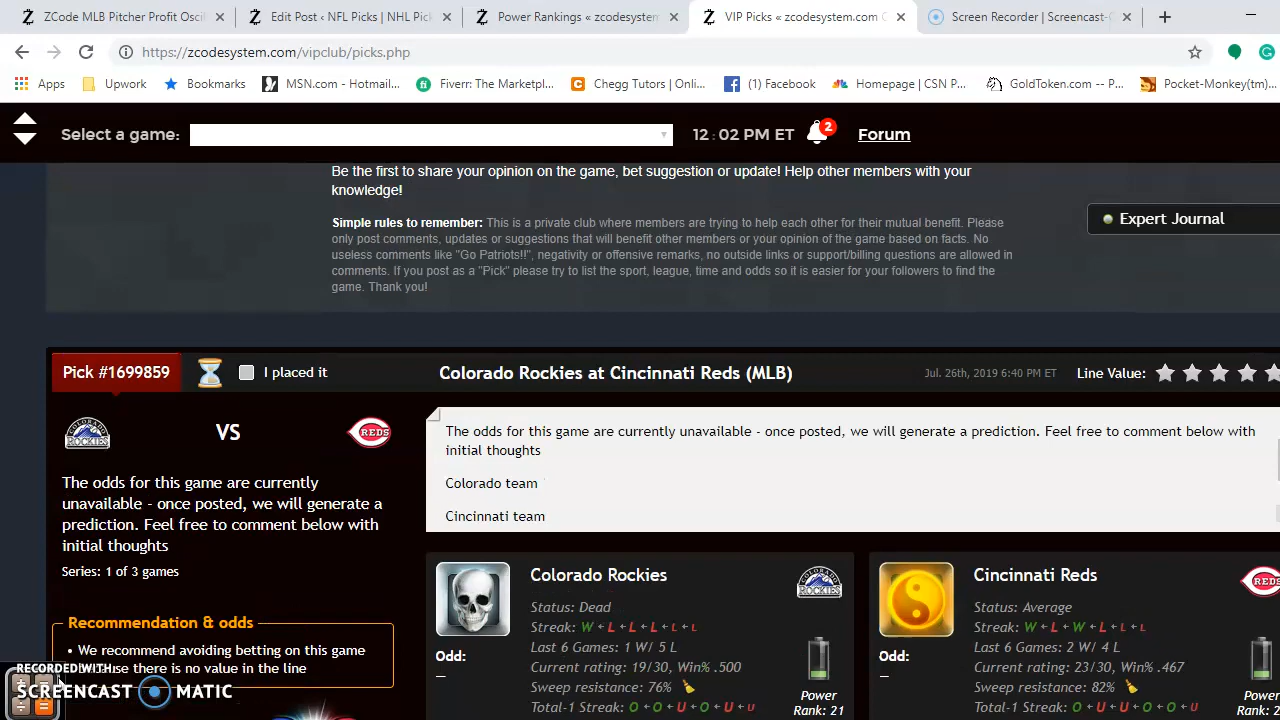 ZCode MLB Pitcher Profit Oscil
Edit Post ‹ NFL Picks | NHL Pick
Power Rankings « zcodesystem
VIP Picks « zcodesystem.com
Screen Recorder | Screencast-
https://zcodesystem.com/vipclub/picks.php
Apps
Upwork
Bookmarks
MSN.com - Hotmail...
Fiverr: The Marketpl...
Chegg Tutors | Onli...
(1) Facebook
Homepage | CSN P...
GoldToken.com -- P...
Pocket-Monkey(tm)...
Select a game:
12:02 PM ET
2
Forum
Be the first to share your opinion on the game, bet suggestion or update! Help other members with your
knowledge!
Simple rules to remember: This is a private club where members are trying to help each other for their mutual benefit. Please
only post comments, updates or suggestions that will benefit other members or your opinion of the game based on facts. No
useless comments like "Go Patriots!!", negativity or offensive remarks, no outside links or support/billing questions are allowed in
comments. If you post as a "Pick" please try to list the sport, league, time and odds so it is easier for your followers to find the
game. Thank you!
Expert Journal
Pick #1699859
I placed it
Colorado Rockies at Cincinnati Reds (MLB)
Jul. 26th, 2019 6:40 PM ET
Line Value:
COLORADO
ROCKIES
VS
REDS
The odds for this game are currently
unavailable - once posted, we will generate a
prediction. Feel free to comment below with
initial thoughts
Series: 1 of 3 games
The odds for this game are currently unavailable - once posted, we will generate a prediction. Feel free to comment below with
initial thoughts
Colorado team
Cincinnati team
Recommendation & odds
• We recommend avoiding betting on this game
use there is no value in the line
RECORDED WITH
SCREENCAST MATIC
Colorado Rockies
Status: Dead
Streak: W L L L L L
Last 6 Games: 1 W/ 5 L
Current rating: 19/30, Win% .500
Sweep resistance: 76%
Total-1 Streak: O O U O U U
Odd:
—
Power
Rank: 21
Cincinnati Reds
Status: Average
Streak: W L W L L L
Last 6 Games: 2 W/ 4 L
Current rating: 23/30, Win% .467
Sweep resistance: 82%
Total-1 Streak: O U U O O U
Odd:
—
REDS
Power
Rank: 2